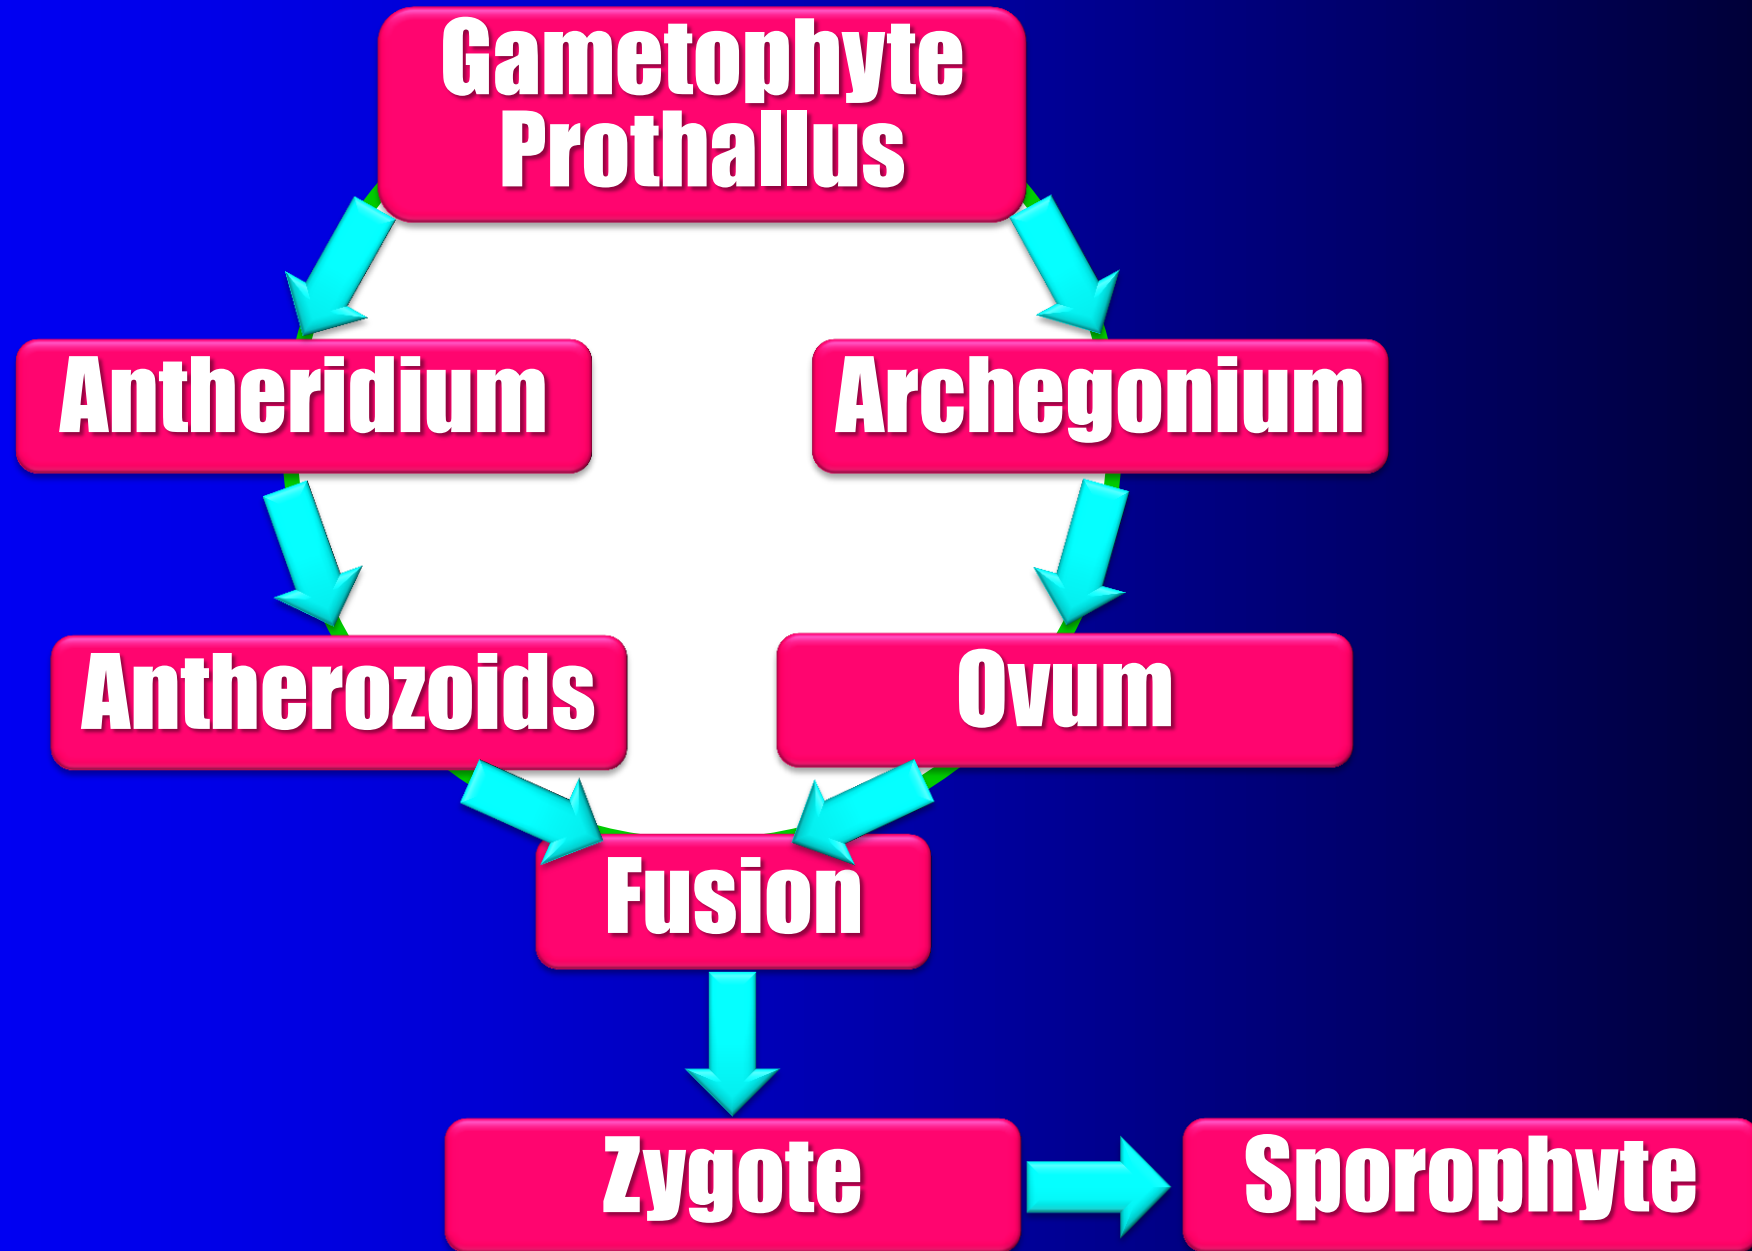 Gametophyte
Prothallus
Antheridium
Archegonium
Antherozoids
Ovum
Fusion
Zygote
Sporophyte